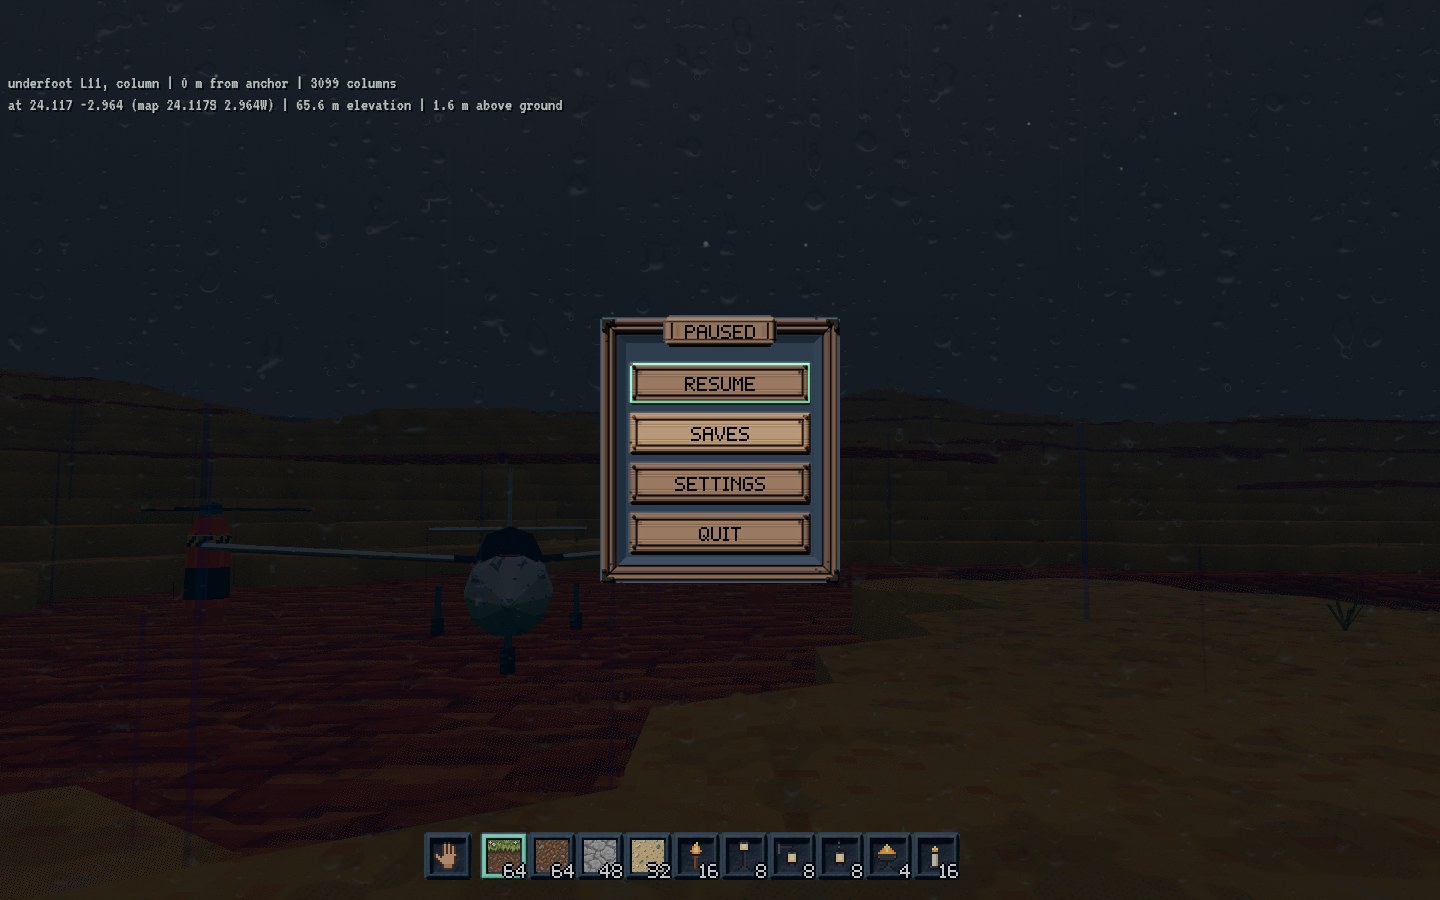 underfoot L11, column | 0 m from anchor | 3099 columns
at 24.117 -2.964 (map 24.117S 2.964W) | 65.6 m elevation | 1.6 m above ground
PAUSED
RESUME
SAVES
SETTINGS
QUIT
64 64 48 32 16 8 8 8 4 16